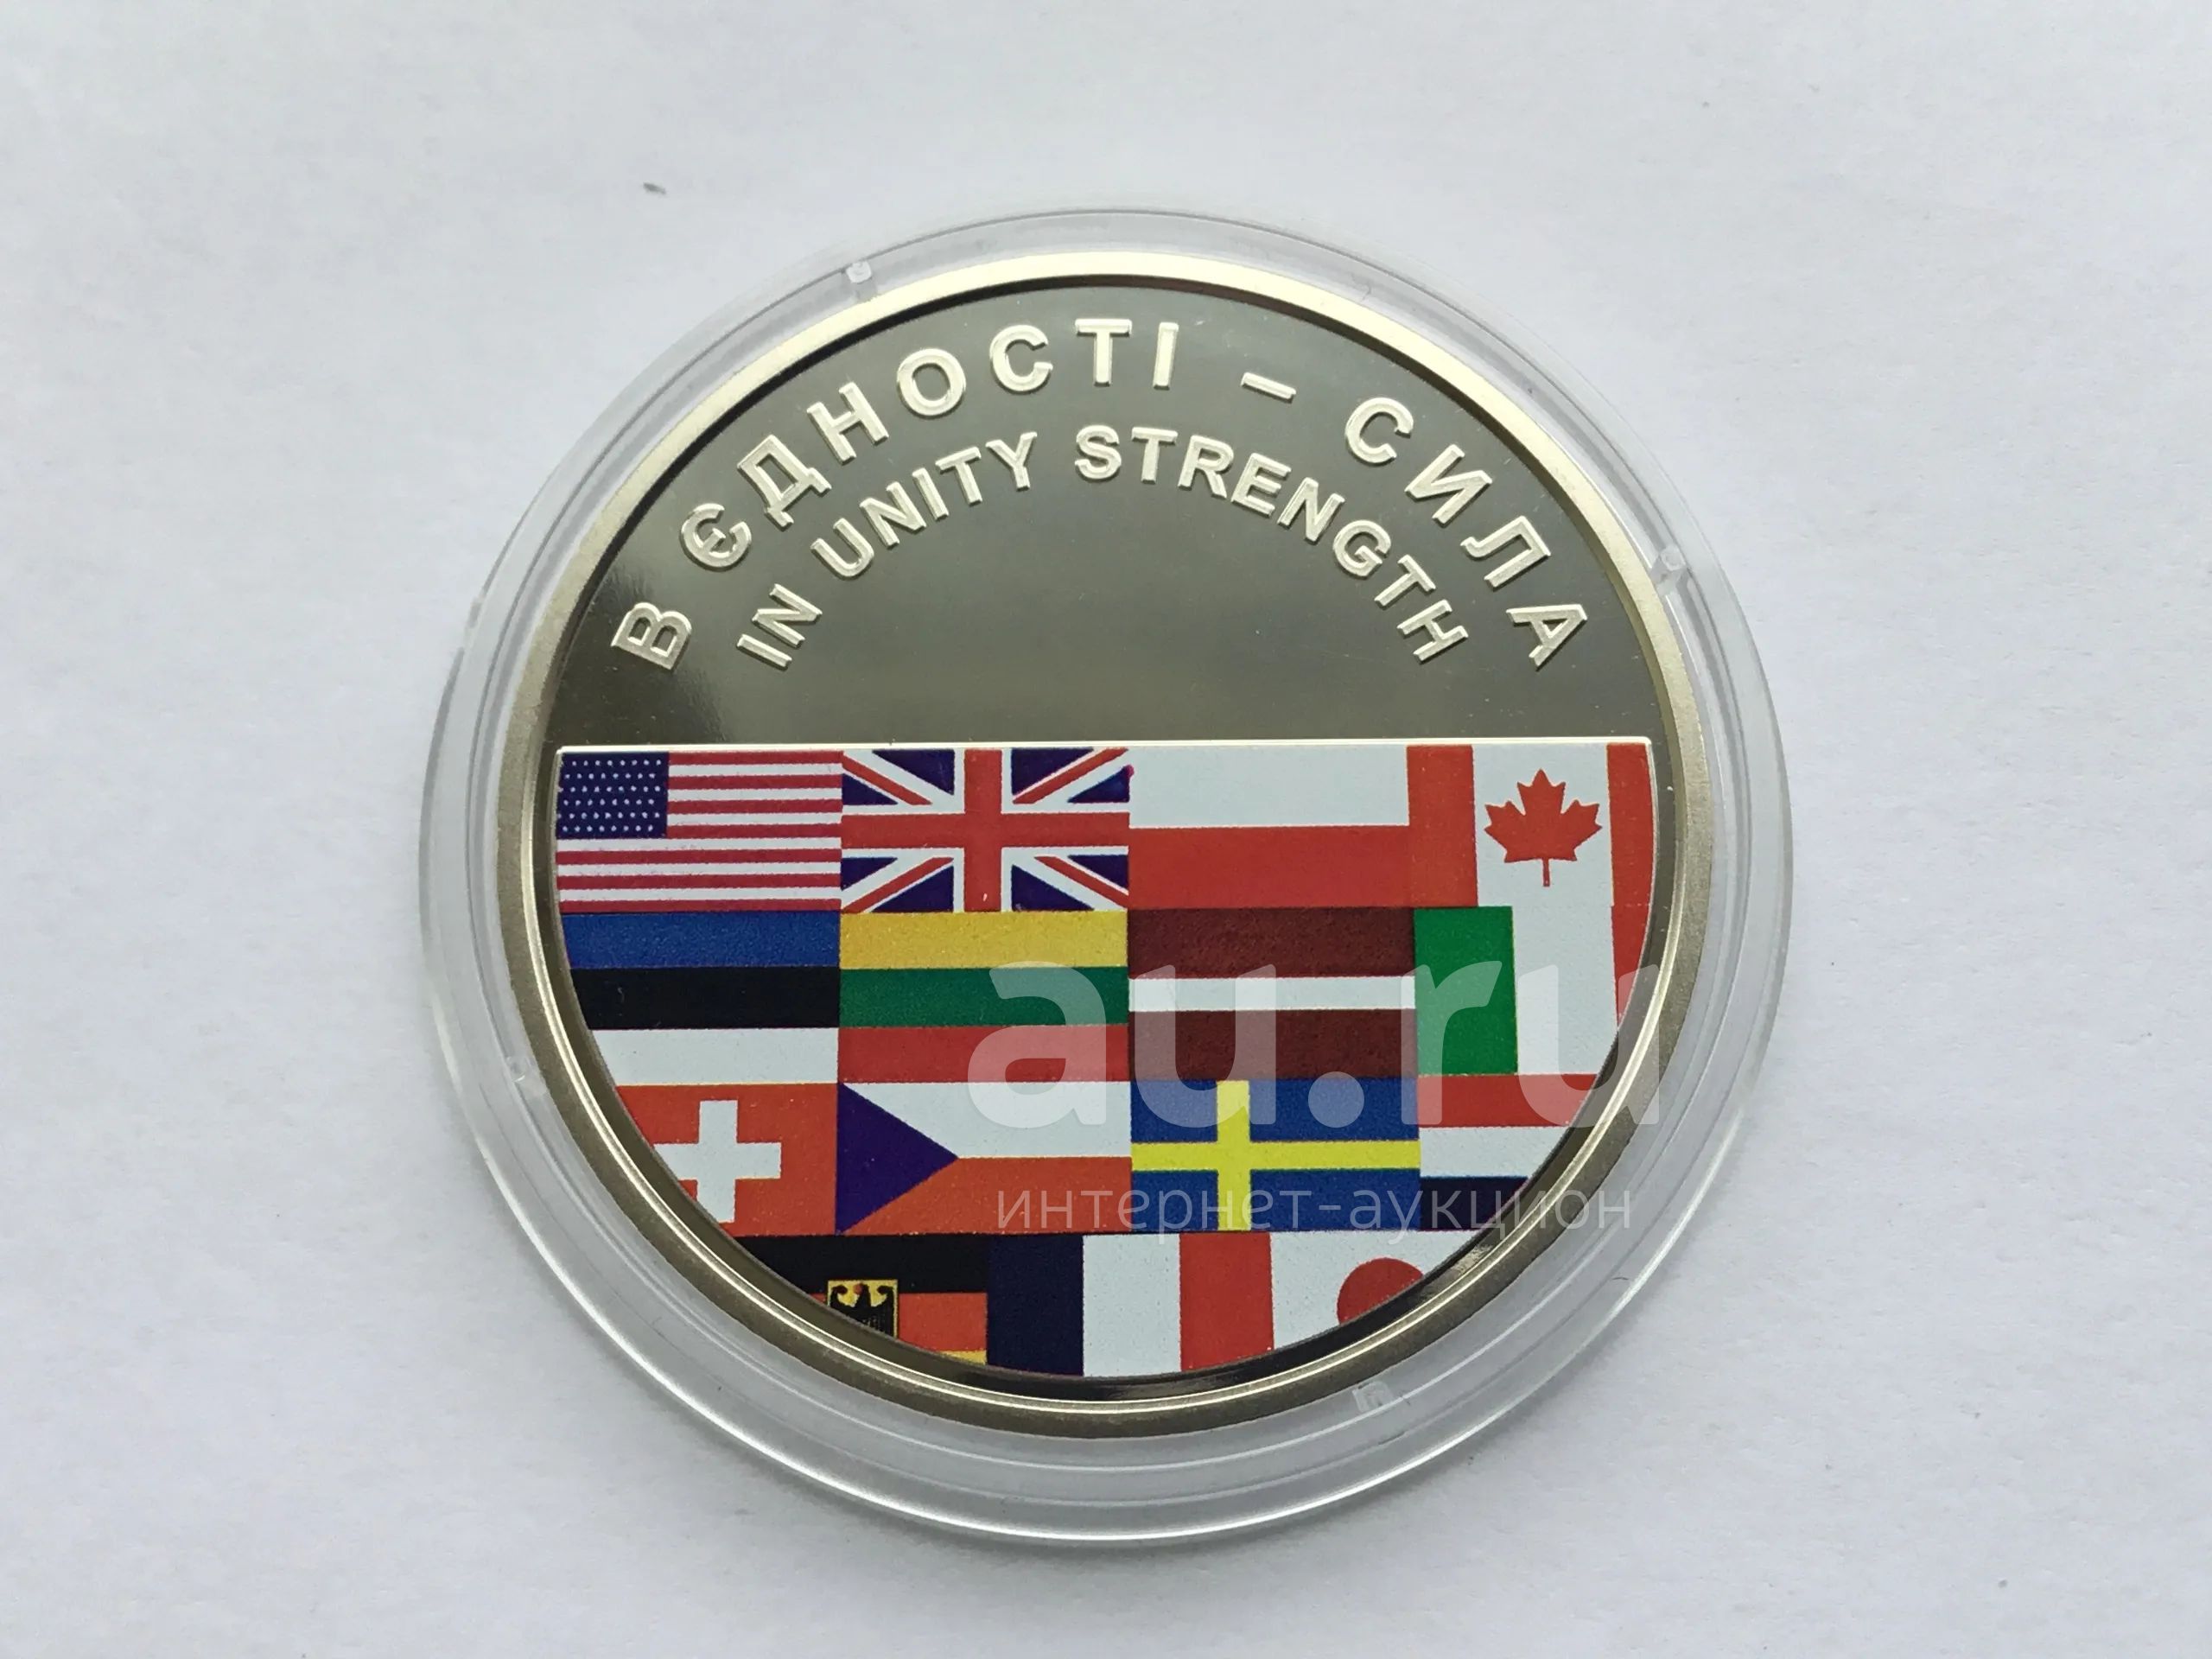 В ЄДНОСТІ – СИЛА
IN UNITY STRENGTH
au.ru
интернет-аукцион